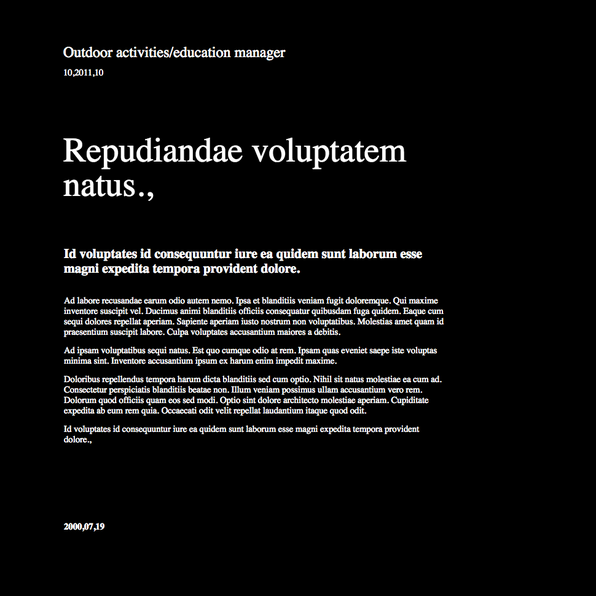 Outdoor activities/education manager
10,2011,10
Repudiandae voluptatem
natus.,
Id voluptates id consequuntur iure ea quidem sunt laborum esse
magni expedita tempora provident dolore.
Ad labore recusandae earum odio autem nemo. Ipsa et blanditiis veniam fugit doloremque. Qui maxime
inventore suscipit vel. Ducimus animi blanditiis officiis consequatur quibusdam fuga quidem. Eaque cum
sequi dolores repellat aperiam. Sapiente aperiam iusto nostrum non voluptatibus. Molestias amet quam id
praesentium suscipit labore. Culpa voluptates accusantium maiores a debitis.
Ad ipsam voluptatibus sequi natus. Est quo cumque odio at rem. Ipsam quas eveniet saepe iste voluptas
minima sint. Inventore accusantium ipsum ex harum enim impedit maxime.
Doloribus repellendus tempora harum dicta blanditiis sed cum optio. Nihil sit natus molestiae ea cum ad.
Consectetur perspiciatis blanditiis beatae non. Illum veniam possimus ullam accusantium vero rem.
Dolorum quod officiis quam eos sed modi. Optio sint dolore architecto molestiae aperiam. Cupiditate
expedita ab eum rem quia. Occaecati odit velit repellat laudantium itaque quod odit.
Id voluptates id consequuntur iure ea quidem sunt laborum esse magni expedita tempora provident
dolore.,
2000,07,19